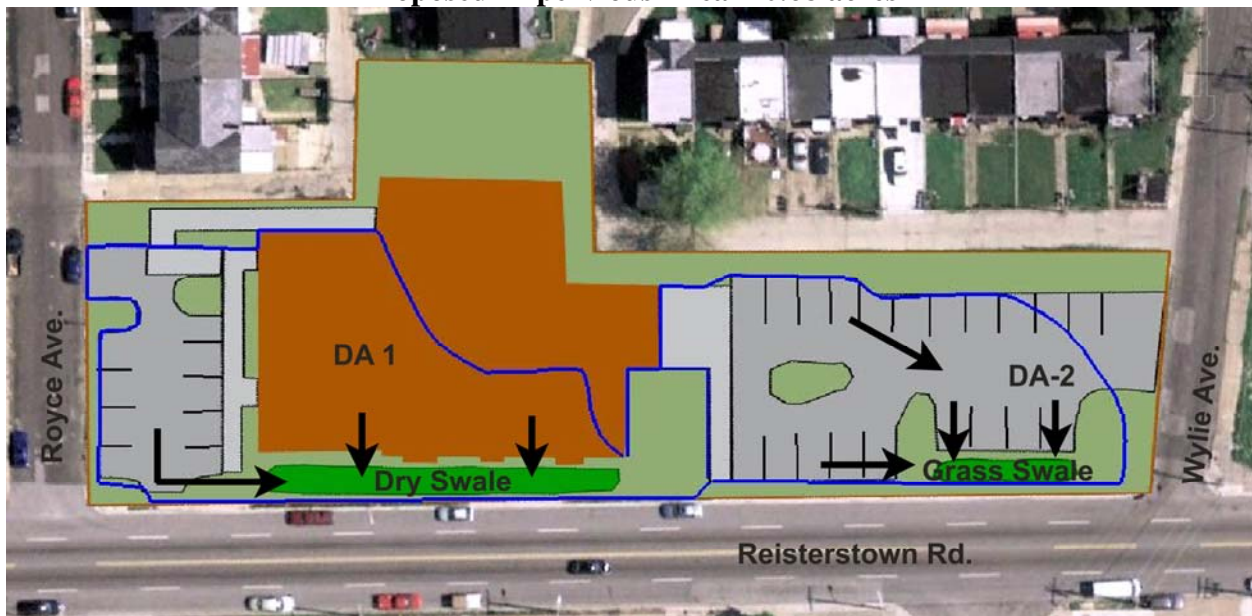 DA 1
DA-2
Royce Ave.
Wylie Ave.
Dry Swale
Grass Swale
Reisterstown Rd.